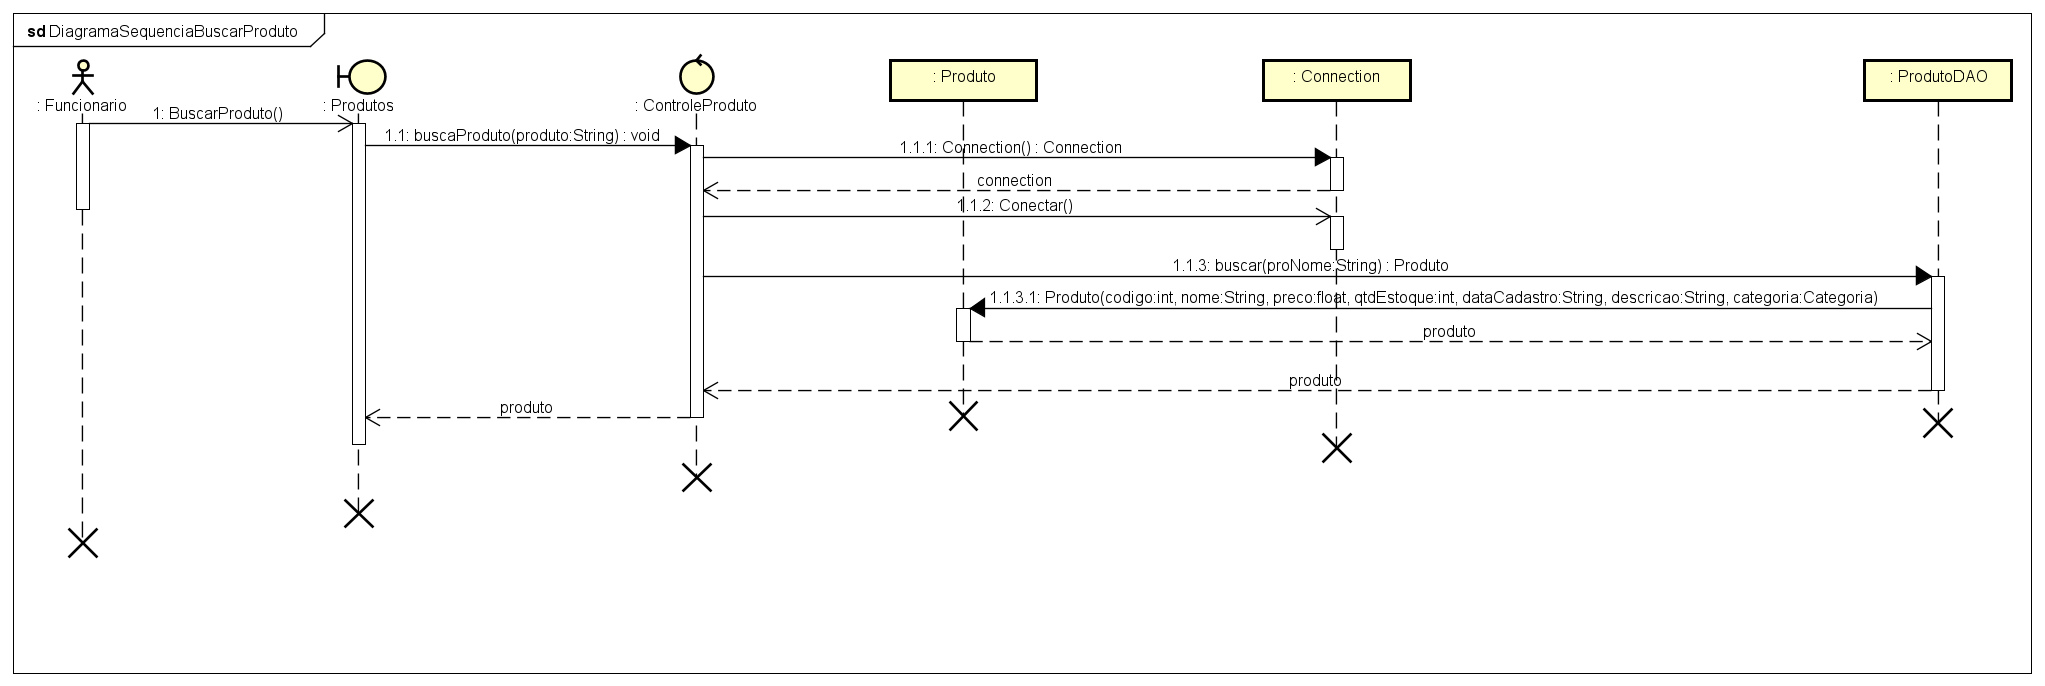 sd DiagramaSequenciaBuscarProduto
: Funcionario
: Produtos
: ControleProduto
: Produto
: Connection
: ProdutoDAO
1: BuscarProduto()
1.1: buscaProduto(produto:String) : void
1.1.1: Connection() : Connection
connection
1.1.2: Conectar()
1.1.3: buscar(proNome:String) : Produto
1.1.3.1: Produto(codigo:int, nome:String, preco:float, qtdEstoque:int, dataCadastro:String, descricao:String, categoria:Categoria)
produto
produto
produto